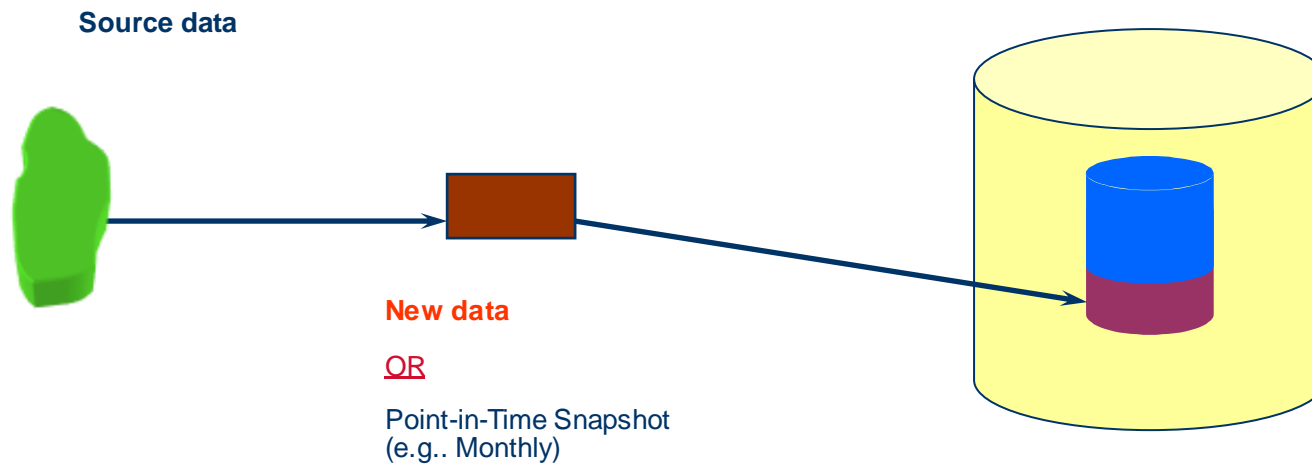 Source data
New data
OR
Point-in-Time Snapshot
(e.g.. Monthly)